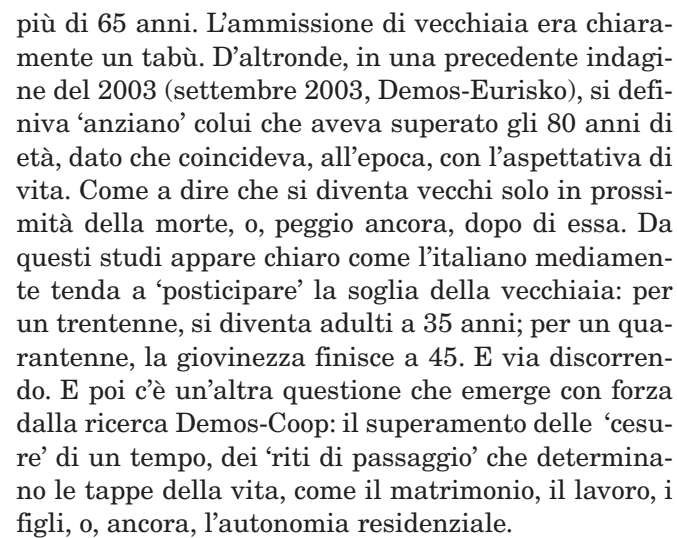 più di 65 anni. L’ammissione di vecchiaia era chiara-
mente un tabù. D’altronde, in una precedente indagi-
ne del 2003 (settembre 2003, Demos-Eurisko), si defi-
niva ‘anziano’ colui che aveva superato gli 80 anni di
età, dato che coincideva, all’epoca, con l’aspettativa di
vita. Come a dire che si diventa vecchi solo in prossi-
mità della morte, o, peggio ancora, dopo di essa. Da
questi studi appare chiaro come l’italiano mediamen-
te tenda a ‘posticipare’ la soglia della vecchiaia: per
un trentenne, si diventa adulti a 35 anni; per un qua-
rantenne, la giovinezza finisce a 45. E via discorren-
do. E poi c’è un’altra questione che emerge con forza
dalla ricerca Demos-Coop: il superamento delle ‘cesu-
re’ di un tempo, dei ‘riti di passaggio’ che determina-
no le tappe della vita, come il matrimonio, il lavoro, i
figli, o, ancora, l’autonomia residenziale.